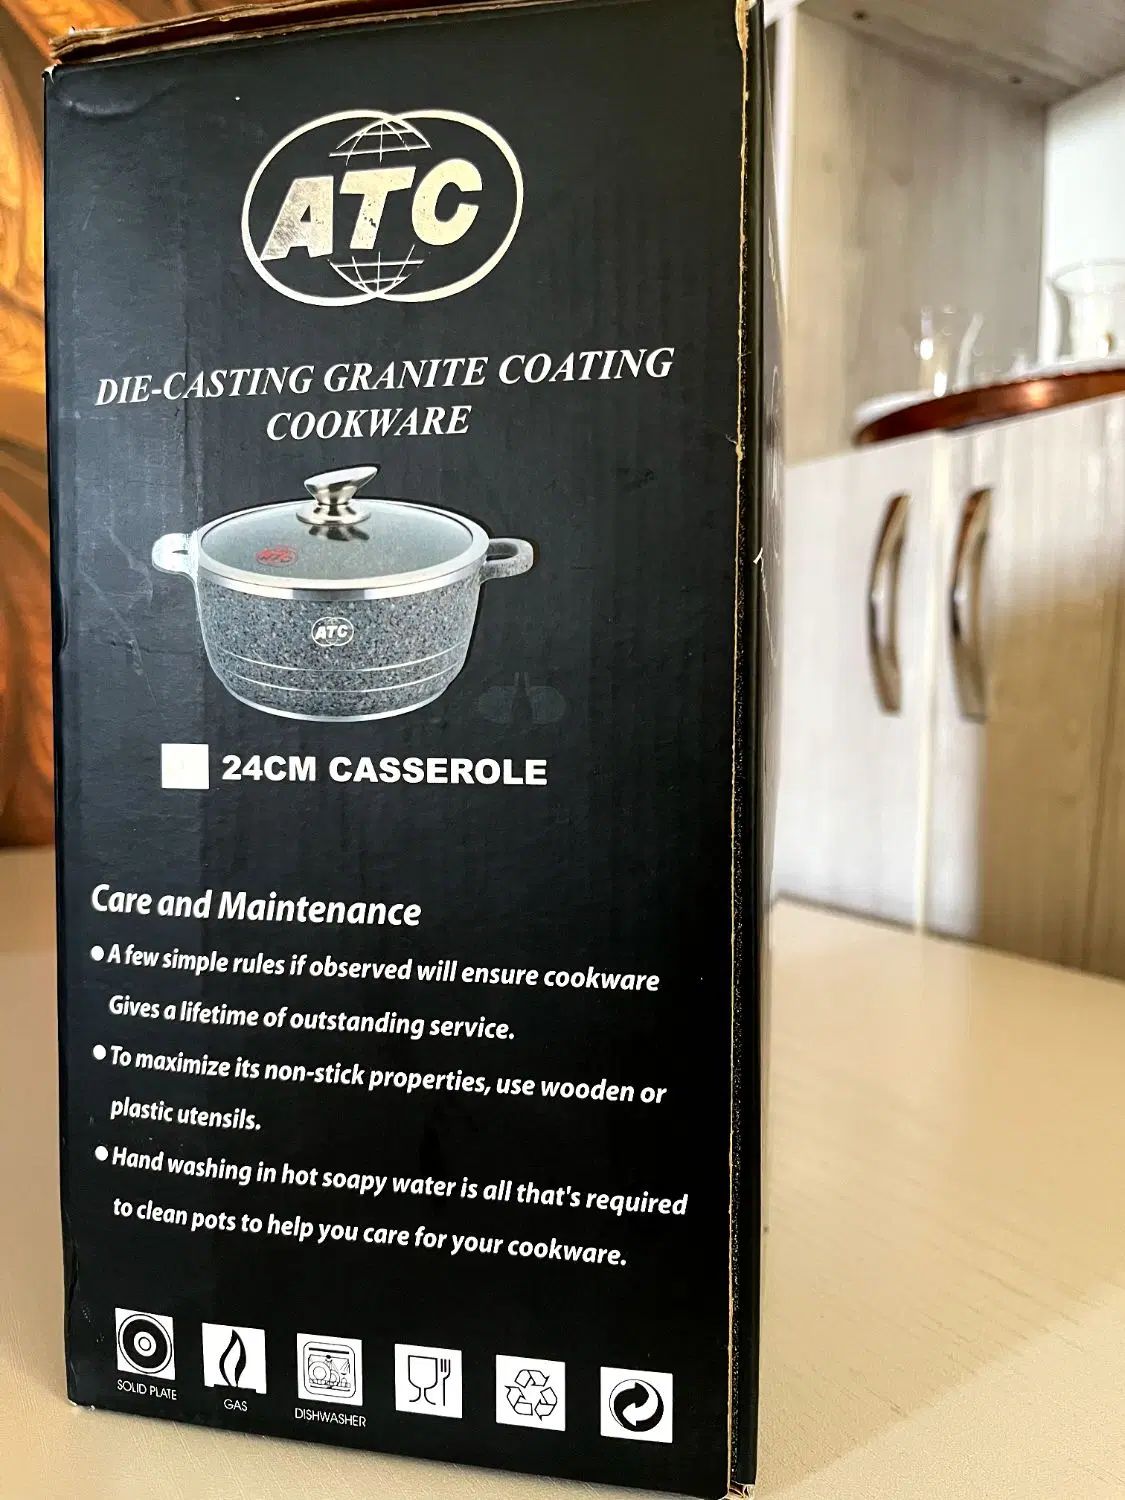 ATC
DIE-CASTING GRANITE COATING
COOKWARE
ATC
ATC
24CM CASSEROLE
Care and Maintenance
● A few simple rules if observed will ensure cookware
Gives a lifetime of outstanding service.
● To maximize its non-stick properties, use wooden or
plastic utensils.
● Hand washing in hot soapy water is all that's required
to clean pots to help you care for your cookware.
SOLID PLATE
GAS
DISHWASHER